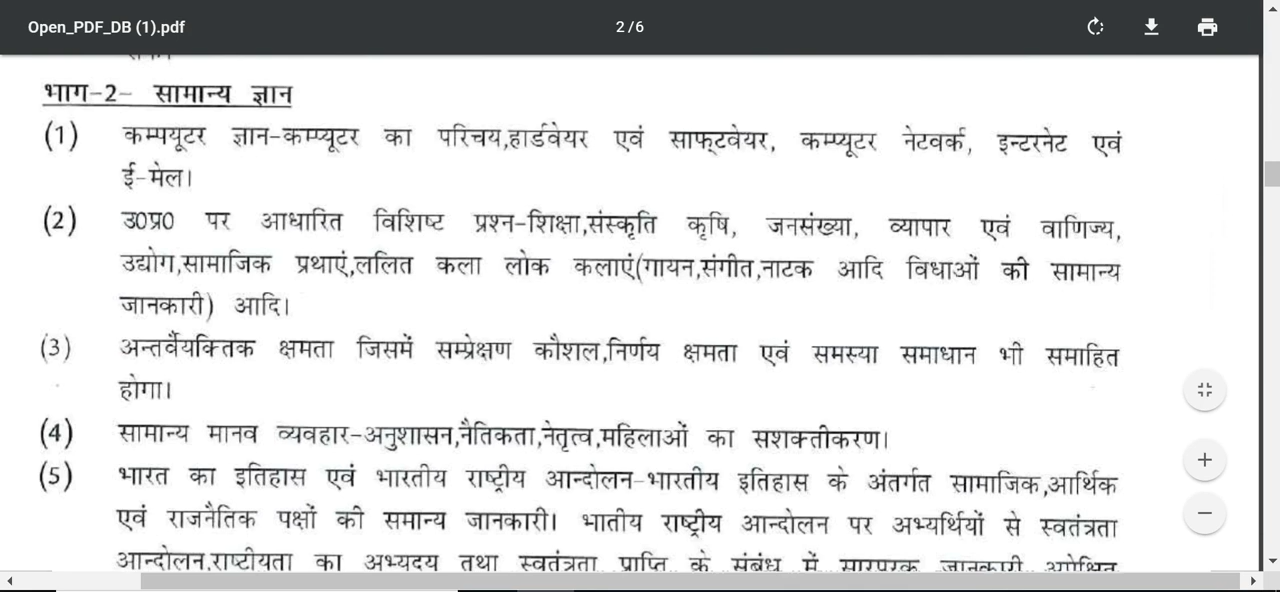 Open_PDF_DB (1).pdf
2 / 6
भाग-2- सामान्य ज्ञान
(1) कम्पयूटर ज्ञान-कम्प्यूटर का परिचय,हार्डवेयर एवं साफ्टवेयर, कम्प्यूटर नेटवर्क, इन्टरनेट एवं
ई-मेल।
(2) उ0प्र0 पर आधारित विशिष्ट प्रश्न-शिक्षा,संस्कृति कृषि, जनसंख्या, व्यापार एवं वाणिज्य,
उद्योग,सामाजिक प्रथाएं,ललित कला लोक कलाएं(गायन,संगीत,नाटक आदि विधाओं की सामान्य
जानकारी) आदि।
(3) अन्तर्वैयक्तिक क्षमता जिसमें सम्प्रेक्षण कौशल,निर्णय क्षमता एवं समस्या समाधान भी समाहित
होगा।
(4) सामान्य मानव व्यवहार-अनुशासन,नैतिकता,नेतृत्व,महिलाओं का सशक्तीकरण।
(5) भारत का इतिहास एवं भारतीय राष्ट्रीय आन्दोलन-भारतीय इतिहास के अंतर्गत सामाजिक,आर्थिक
एवं राजनैतिक पक्षों की समान्य जानकारी। भातीय राष्ट्रीय आन्दोलन पर अभ्यर्थियों से स्वतंत्रता
आन्दोलन,राष्टीयता का अभ्यदय तथा स्वतंत्रता प्राप्ति के संबंध में सारपरक जानकारी अपेक्षित